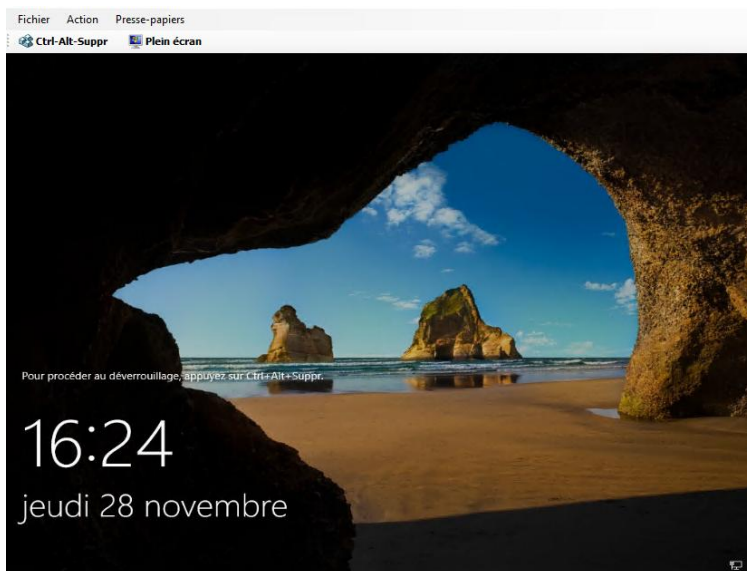 Fichier Action Presse-papiers
Ctrl-Alt-Suppr Plein écran
Pour procéder au déverrouillage, appuyez sur Ctrl+Alt+Suppr.
16:24
jeudi 28 novembre